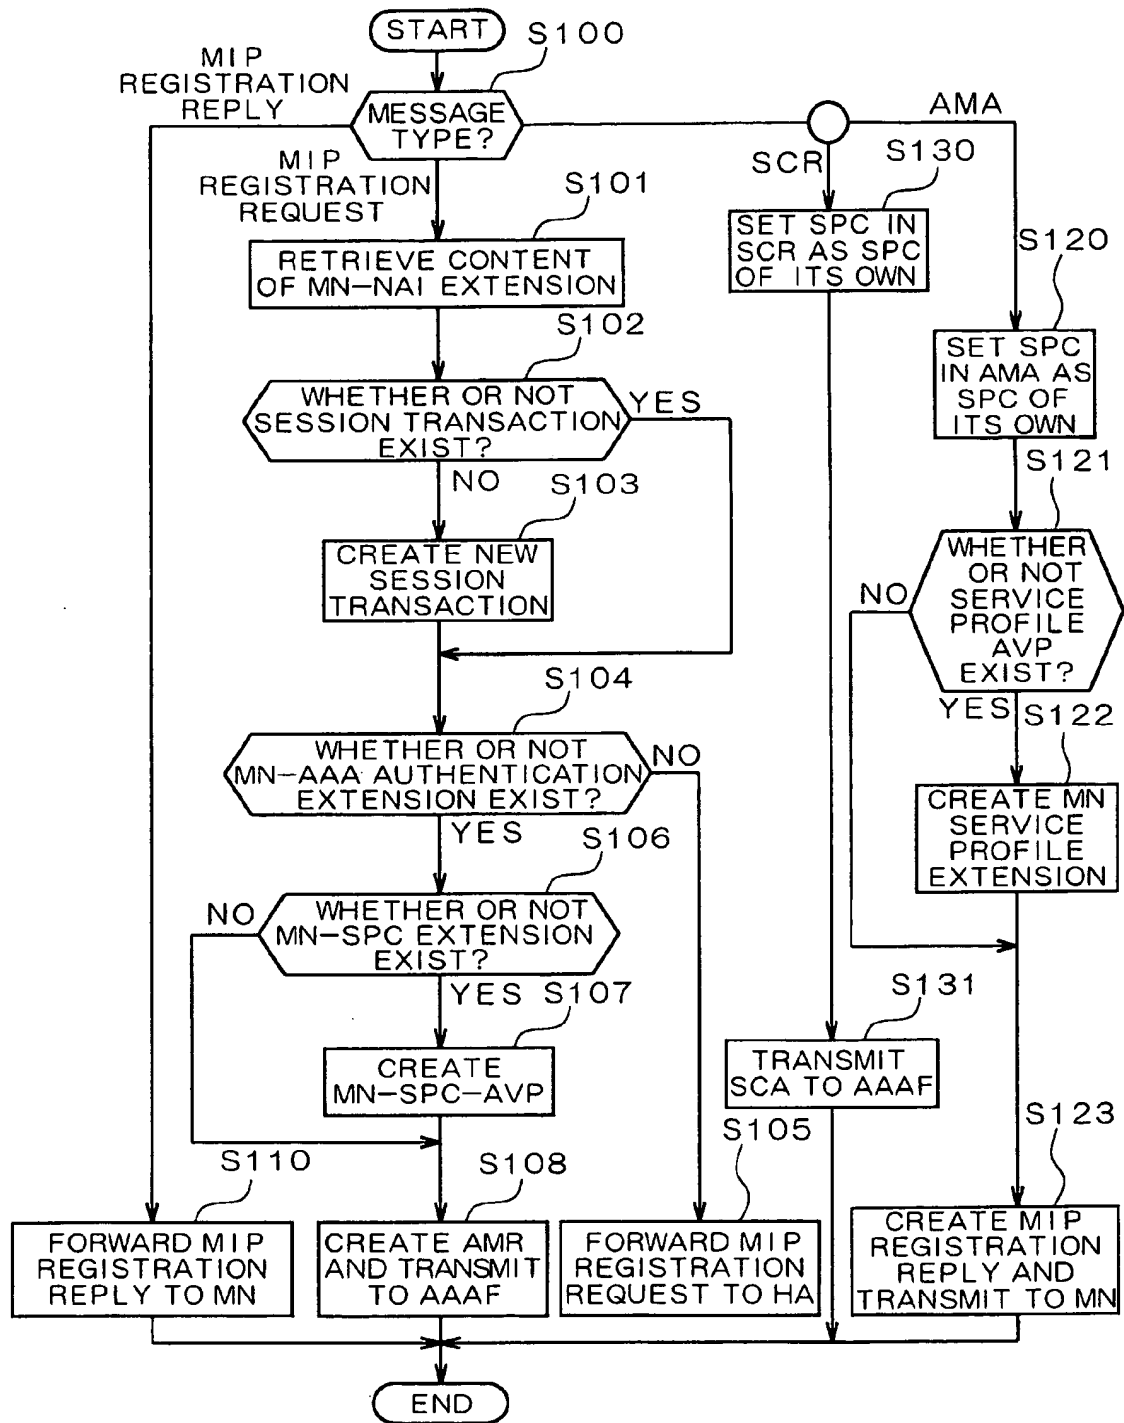 START
S100
MIP
REGISTRATION
REPLY
MESSAGE
TYPE?
AMA
SCR
S130
MIP
REGISTRATION
REQUEST
S101
SET SPC IN
SCR AS SPC
OF ITS OWN
S120
RETRIEVE CONTENT
OF MN-NAI EXTENSION
S102
SET SPC
IN AMA AS
SPC OF
ITS OWN
WHETHER OR NOT
SESSION TRANSACTION
EXIST?
YES
NO
S103
S121
CREATE NEW
SESSION
TRANSACTION
WHETHER
OR NOT
SERVICE
PROFILE
AVP
EXIST?
NO
YES
S122
S104
WHETHER OR NOT
MN-AAA AUTHENTICATION
EXTENSION EXIST?
NO
YES
S106
CREATE MN
SERVICE
PROFILE
EXTENSION
NO
WHETHER OR NOT
MN-SPC EXTENSION
EXIST?
YES
S107
S131
CREATE
MN-SPC-AVP
TRANSMIT
SCA TO AAAF
S110
S108
S105
S123
FORWARD MIP
REGISTRATION
REPLY TO MN
CREATE AMR
AND TRANSMIT
TO AAAF
FORWARD MIP
REGISTRATION
REQUEST TO HA
CREATE MIP
REGISTRATION
REPLY AND
TRANSMIT TO MN
END